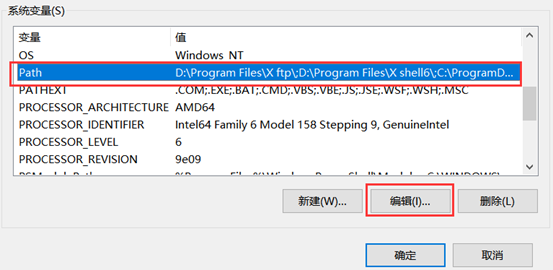 系统变量(S)
变量 值
OS Windows_NT
Path D:\Program Files\X ftp\;D:\Program Files\X shell6\;C:\ProgramD...
PATHEXT .COM;.EXE;.BAT;.CMD;.VBS;.VBE;.JS;.JSE;.WSF;.WSH;.MSC
PROCESSOR_ARCHITECTURE AMD64
PROCESSOR_IDENTIFIER Intel64 Family 6 Model 158 Stepping 9, GenuineIntel
PROCESSOR_LEVEL 6
PROCESSOR_REVISION 9e09
新建(W)... 编辑(I)... 删除(L)
确定 取消